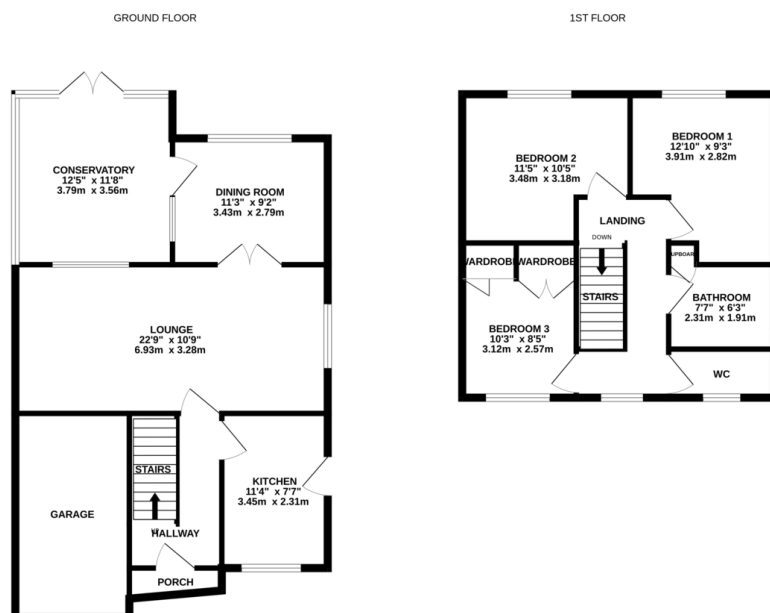 GROUND FLOOR
CONSERVATORY
12'5" x 11'8"
3.79m x 3.56m
DINING ROOM
11'3" x 9'2"
3.43m x 2.79m
LOUNGE
22'9" x 10'9"
6.93m x 3.28m
STAIRS
UP
HALLWAY
KITCHEN
11'4" x 7'7"
3.45m x 2.31m
GARAGE
PORCH
1ST FLOOR
BEDROOM 2
11'5" x 10'5"
3.48m x 3.18m
BEDROOM 1
12'10" x 9'3"
3.91m x 2.82m
LANDING
DOWN
WARDROBE
WARDROBE
UPBOAR
STAIRS
BATHROOM
7'7" x 6'3"
2.31m x 1.91m
BEDROOM 3
10'3" x 8'5"
3.12m x 2.57m
WC